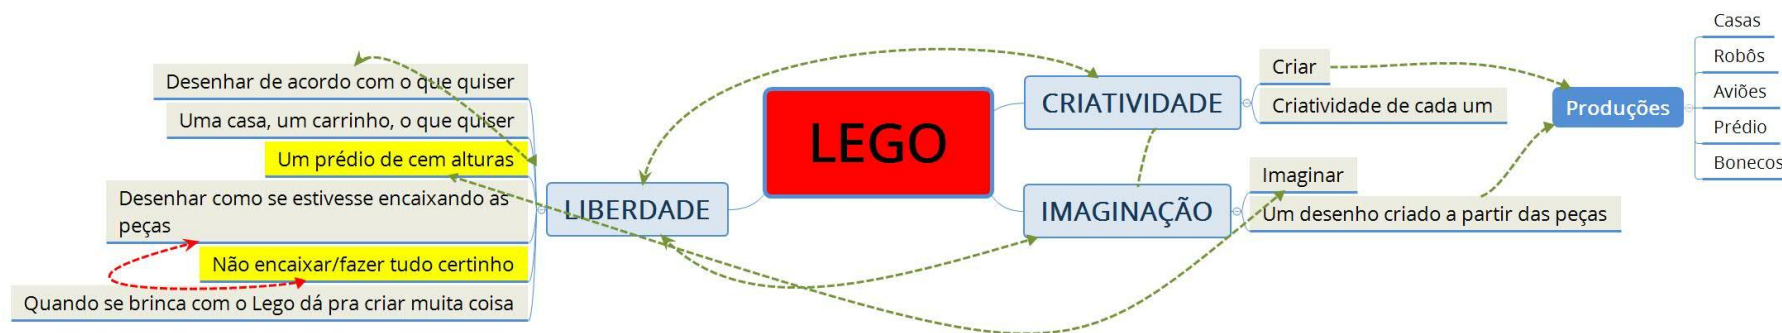 Desenhar de acordo com o que quiser
Uma casa, um carrinho, o que quiser
Um prédio de cem alturas
Desenhar como se estivesse encaixando as
peças
Não encaixar/fazer tudo certinho
Quando se brinca com o Lego dá pra criar muita coisa
LIBERDADE
LEGO
CRIATIVIDADE
Criar
Criatividade de cada um
IMAGINAÇÃO
Imaginar
Um desenho criado a partir das peças
Produções
Casas
Robôs
Aviões
Prédio
Bonecos